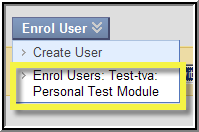 Enrol User
> Create User
> Enrol Users: Test-tva:
Personal Test Module